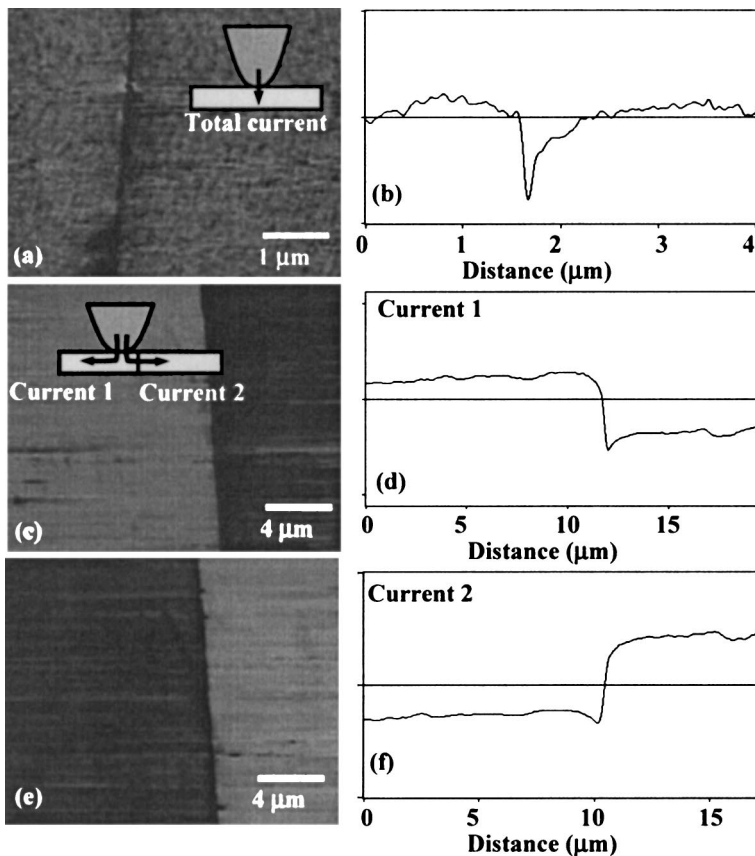 Total current
(a)
1 μm
(b)
0 1 2 3 4
Distance (μm)
Current 1 Current 2
(c)
4 μm
Current 1
(d)
0 5 10 15
Distance (μm)
(e)
4 μm
Current 2
(f)
0 5 10 15
Distance (μm)